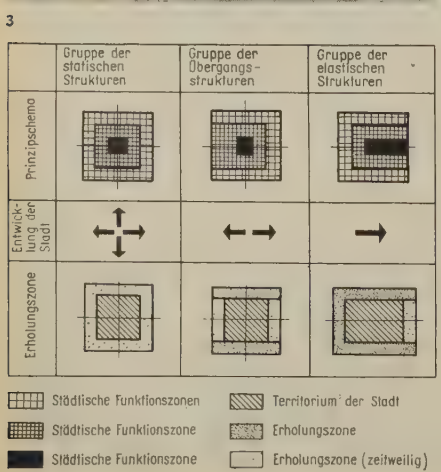 3
Gruppe der
statischen
Strukturen
Gruppe der
Übergangs-
strukturen
Gruppe der
elastischen
Strukturen
Prinzipschema
Entwick-
lung der
Stadt
Erholungszone
Städtische Funktionszonen
Städtische Funktionszone
Städtische Funktionszone
Territorium der Stadt
Erholungszone
Erholungszone (zeitweilig)